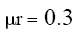 μr = 0.3